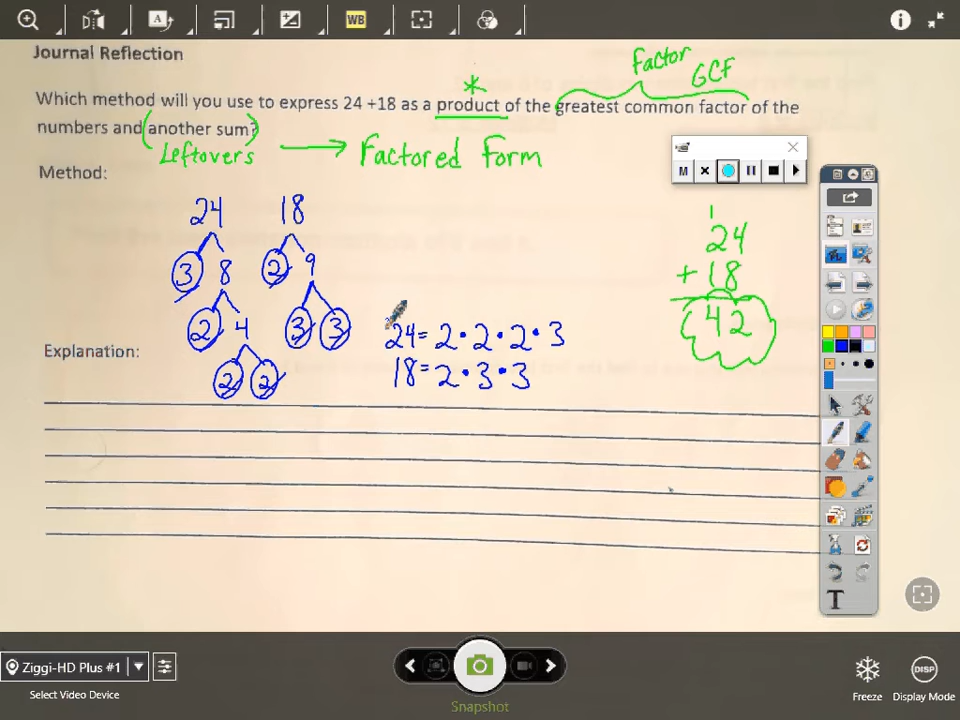 WB
Journal Reflection
Factor
GCF
*
Which method will you use to express 24 +18 as a product of the greatest common factor of the
numbers and (another sum?)
Leftovers → Factored Form
Method:
M
24 18
3 8 2 9
2 4 3 3
2 2
24 = 2 • 2 • 2 • 3
18 = 2 • 3 • 3
1
24
+ 18
42
Explanation:
T
Ziggi-HD Plus #1
Select Video Device
Snapshot
Freeze
DISP
Display Mode